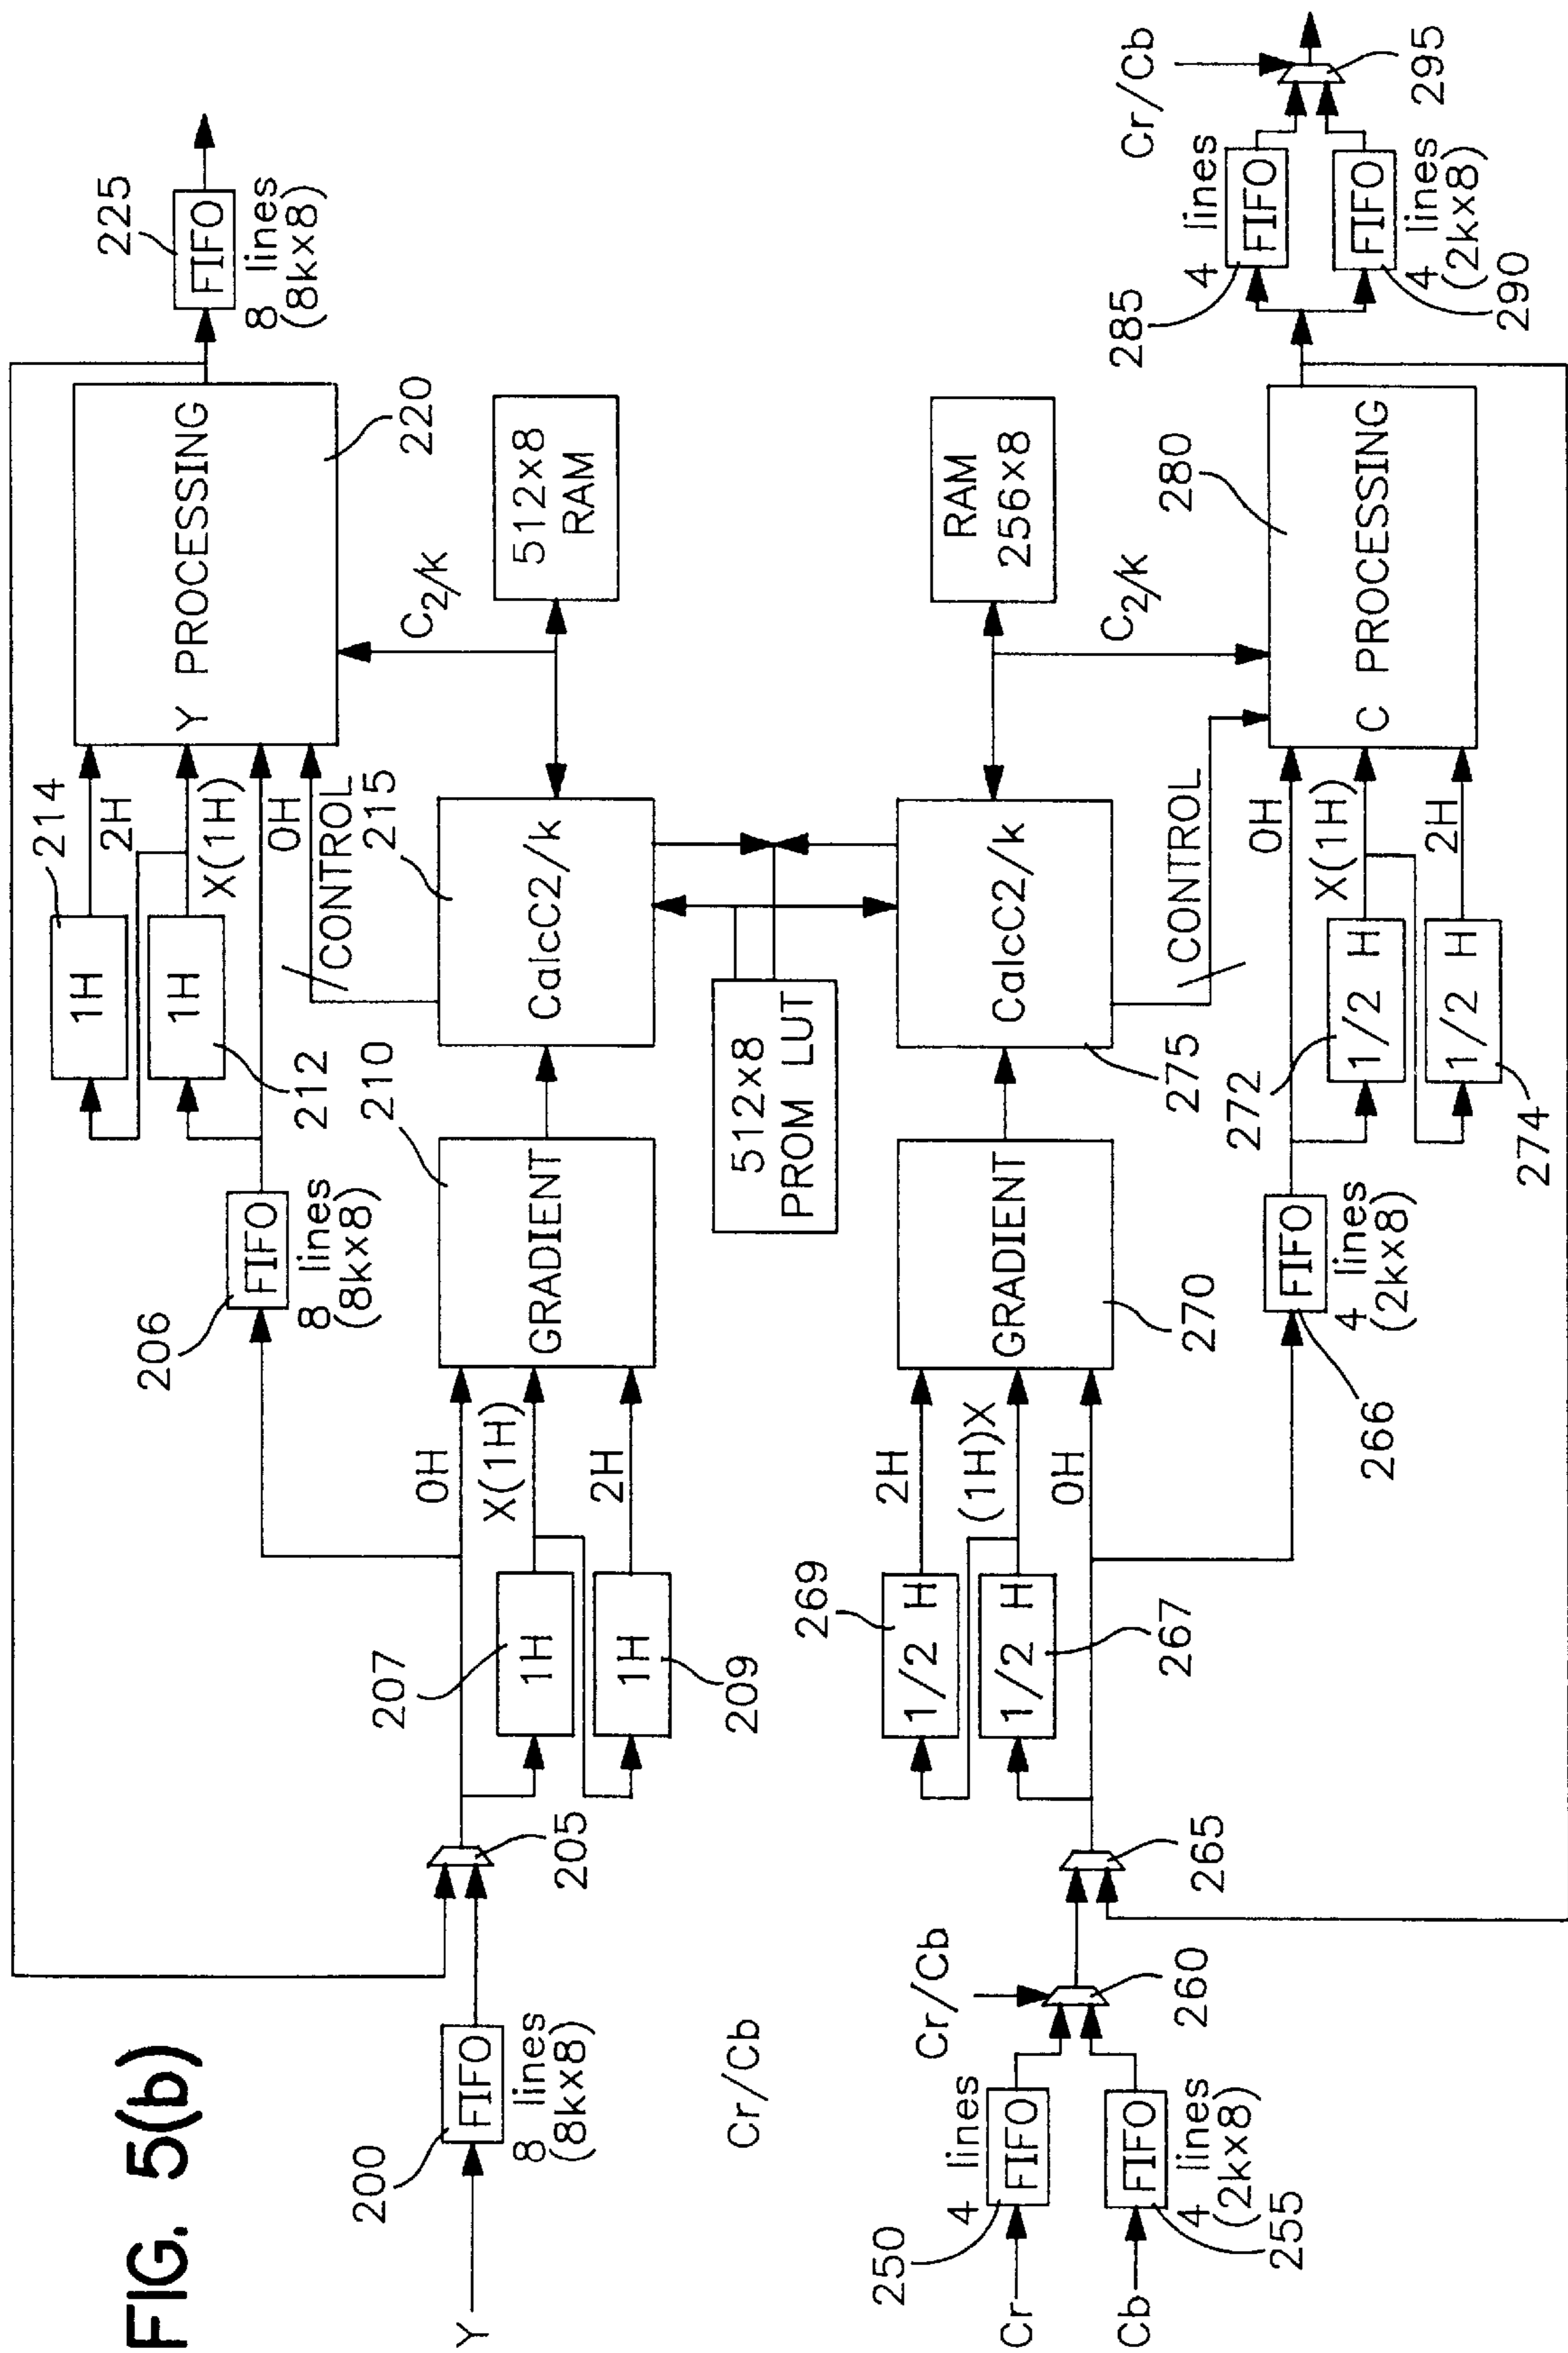 FIG. 5(b)
225
FIFO
8 lines
(8k×8)
214
1H
2H
1H
X(1H)
212
0H
Y PROCESSING
220
206
FIFO
8 lines
(8k×8)
/CONTROL
C2/k
512×8
RAM
Y
200
FIFO
8 lines
(8k×8)
205
207
1H
1H
209
0H
X(1H)
2H
210
GRADIENT
215
CalcC2/k
512×8
PROM LUT
Cr/Cb
250
4 lines
Cr
FIFO
Cb
FIFO
4 lines
(2k×8)
255
Cr/Cb
260
265
269
1/2 H
1/2 H
267
2H
(1H)X
0H
GRADIENT
270
CalcC2/k
275
RAM
256×8
C2/k
CONTROL
266
FIFO
4 lines
(2k×8)
272
1/2 H
1/2 H
274
0H
X(1H)
2H
280
C PROCESSING
285
4 lines
FIFO
FIFO
4 lines
(2k×8)
290
Cr/Cb
295